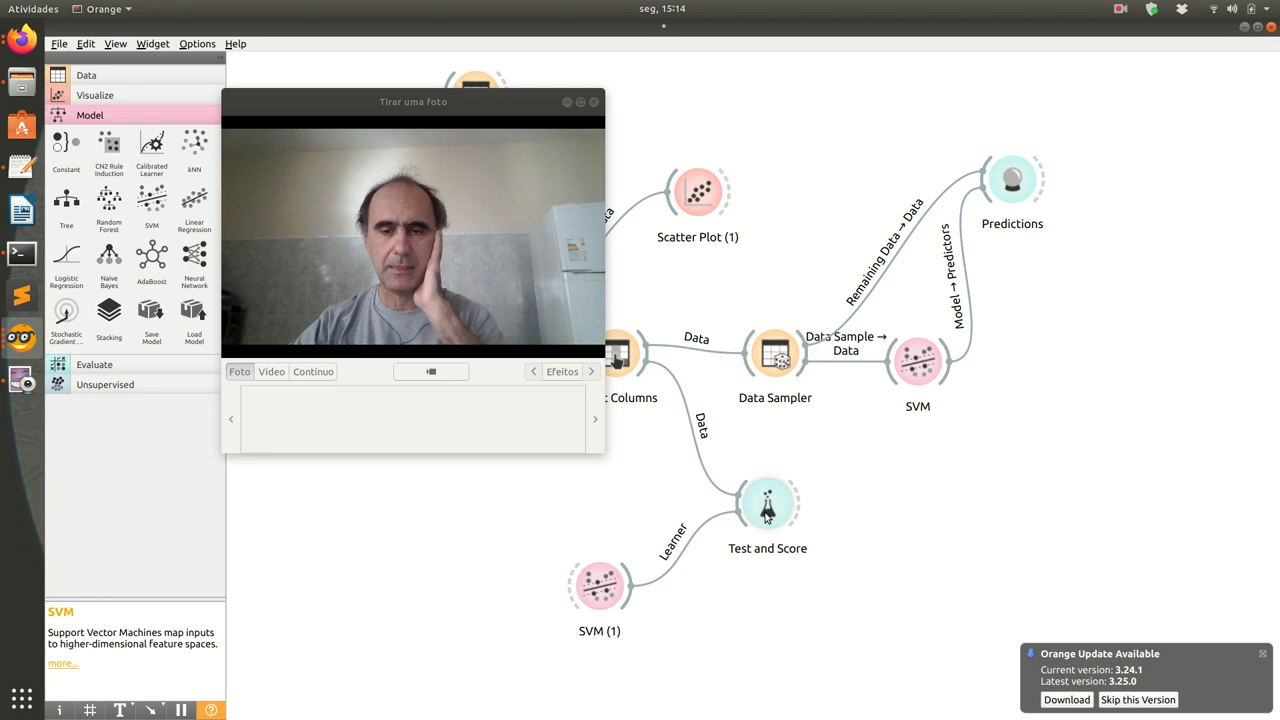 Atividades
Orange
seg, 15:14
*
File Edit View Widget Options Help
Data
Visualize
Model
Constant
CN2 Rule
Induction
Calibrated
Learner
kNN
Tree
Random
Forest
SVM
Linear
Regression
Logistic
Regression
Naive
Bayes
AdaBoost
Neural
Network
Stochastic
Gradient ...
Stacking
Save
Model
Load
Model
Evaluate
Unsupervised
SVM
Support Vector Machines map inputs
to higher-dimensional feature spaces.
more...
Tirar uma foto
Foto Vídeo Contínuo
Efeitos
Scatter Plot (1)
Predictions
Remaining Data → Data
Model → Predictors
Data
Data Sample →
Data
Columns
Data Sampler
SVM
Data
Test and Score
Learner
SVM (1)
Orange Update Available
Current version: 3.24.1
Latest version: 3.25.0
Download Skip this Version